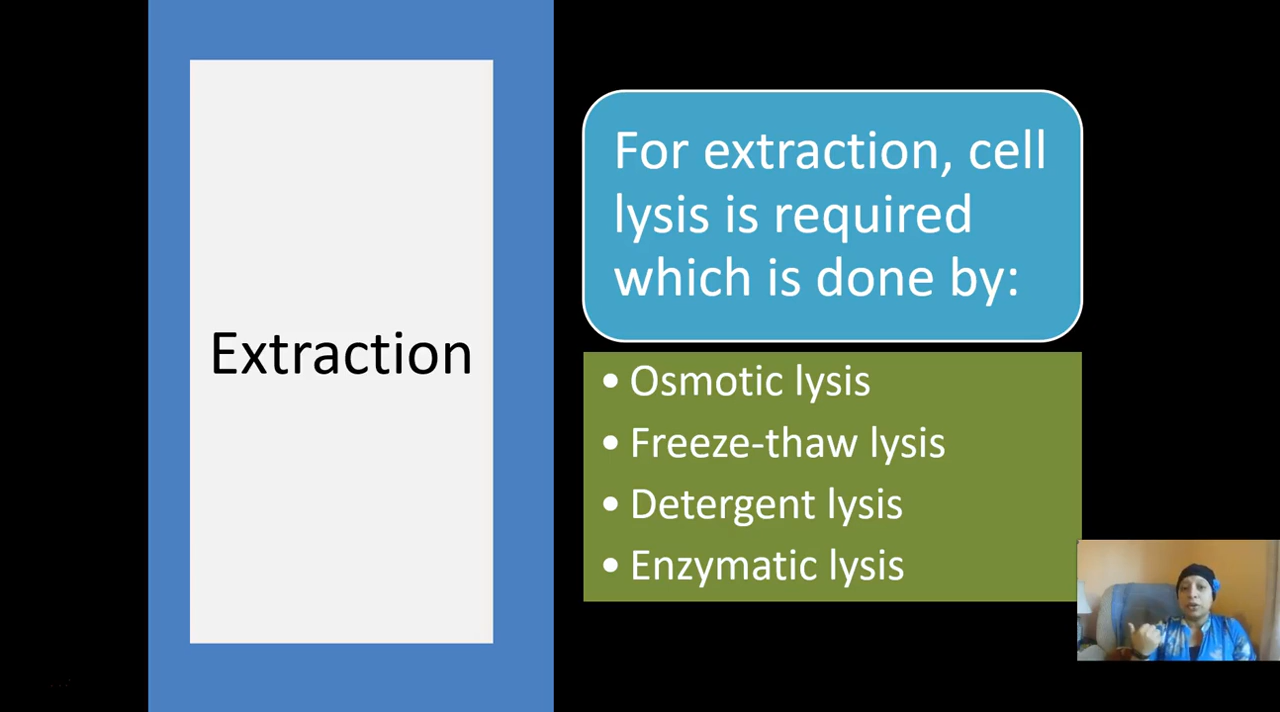 Extraction
For extraction, cell
lysis is required
which is done by:
• Osmotic lysis
• Freeze-thaw lysis
• Detergent lysis
• Enzymatic lysis